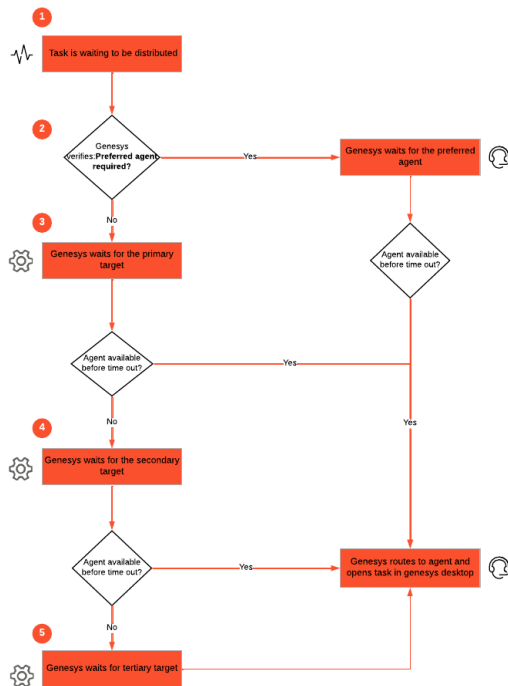 1
Task is waiting to be distributed
2
Genesys
verifies:Preferred agent
required?
Yes
Genesys waits for the preferred
agent
No
3
Genesys waits for the primary
target
Agent available
before time out?
Agent available
before time out?
Yes
No
Yes
4
Genesys waits for the secondary
target
Agent available
before time out?
Yes
Genesys routes to agent and
opens task in genesys desktop
No
5
Genesys waits for tertiary target